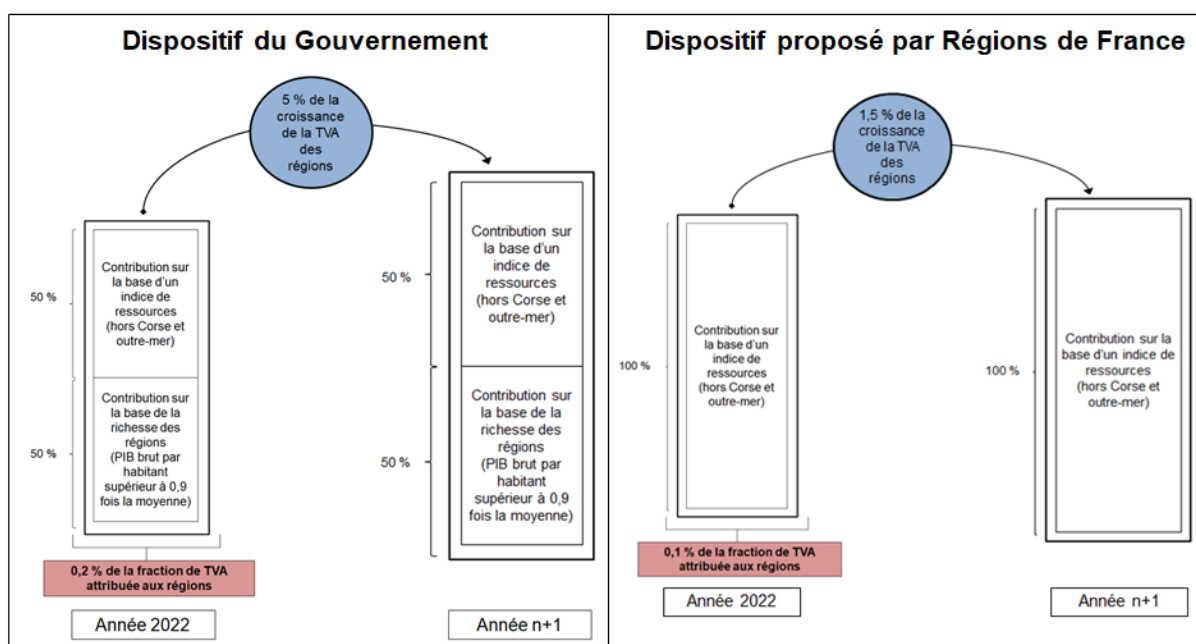 Dispositif du Gouvernement
5 % de la
croissance
de la TVA
des
régions
50 %
Contribution sur
la base d'un
indice de
ressources
(hors Corse et
outre-mer)
50 %
Contribution sur
la base de la
richesse des
régions
(PIB brut par
habitant
supérieur à 0,9
fois la moyenne)
0,2 % de la fraction de TVA
attribuée aux régions
Année 2022
50 %
Contribution sur
la base d'un
indice de
ressources
(hors Corse et
outre-mer)
50 %
Contribution sur
la base de la
richesse des
régions
(PIB brut par
habitant
supérieur à 0,9
fois la moyenne)
Année n+1
Dispositif proposé par Régions de France
1,5 % de la
croissance
de la TVA
des
régions
100 %
Contribution sur
la base d'un
indice de
ressources
(hors Corse et
outre-mer)
0,1 % de la fraction de TVA
attribuée aux régions
Année 2022
100 %
Contribution sur la
base d'un indice de
ressources
(hors Corse et
outre-mer)
Année n+1